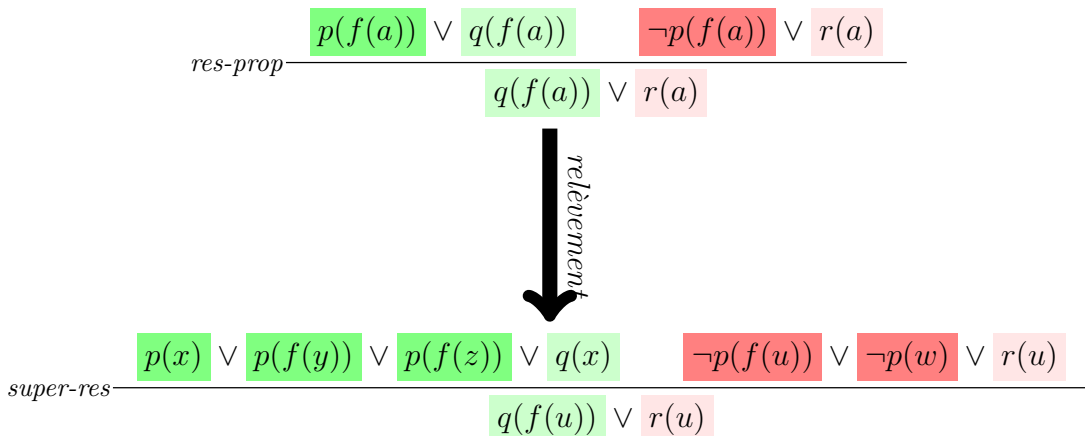 p(f(a)) ∨ q(f(a)) ¬p(f(a)) ∨ r(a)
res-prop
q(f(a)) ∨ r(a)
relèvement
p(x) ∨ p(f(y)) ∨ p(f(z)) ∨ q(x) ¬p(f(u)) ∨ ¬p(w) ∨ r(u)
super-res
q(f(u)) ∨ r(u)